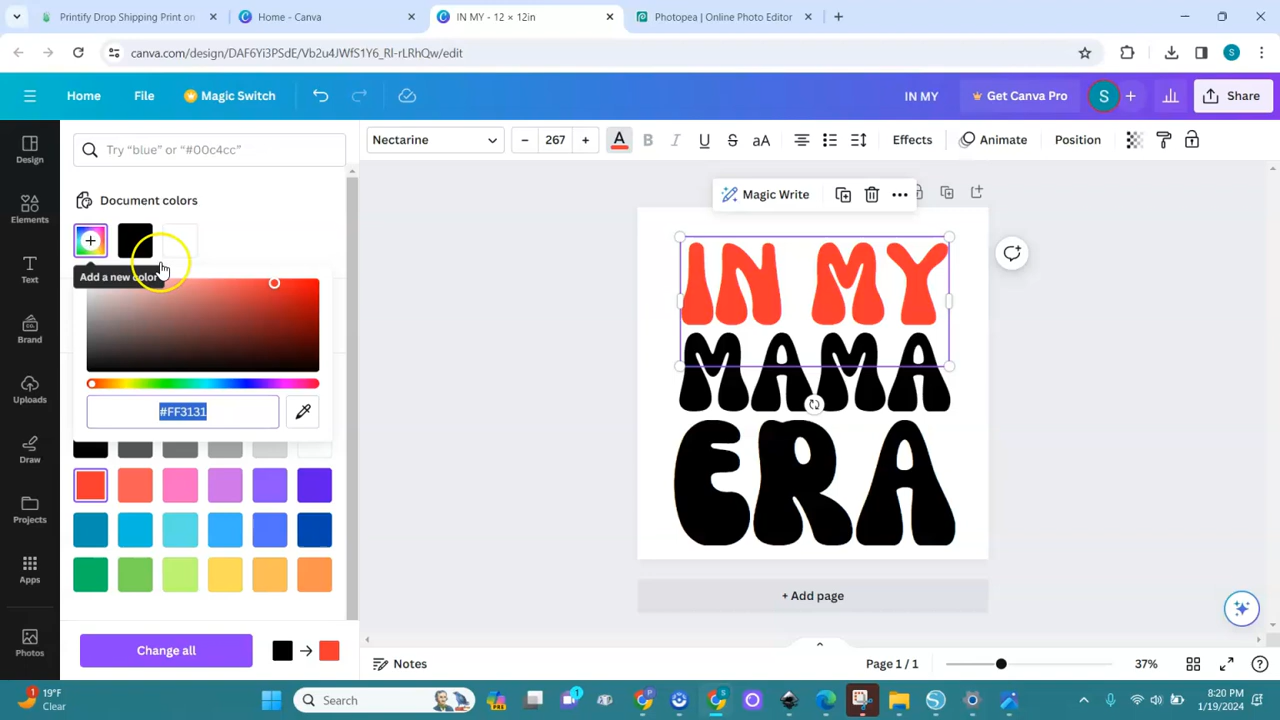 Printify Drop Shipping Print on
Home - Canva
IN MY - 12 × 12in
Photopea | Online Photo Editor
canva.com/design/DAF6Yi3PSdE/Vb2u4JWfS1Y6_RI-rLRhQw/edit
S
Home
File
Magic Switch
IN MY
Get Canva Pro
S
Share
Design
Elements
Text
Brand
Uploads
Draw
Projects
Apps
Photos
Try “blue” or “#00c4cc”
Document colors
Add a new color
#FF3131
Change all
Nectarine
267
A
B
I
U
S
aA
Effects
Animate
Position
Magic Write
IN MY
MAMA
ERA
+ Add page
Notes
Page 1 / 1
37%
1
19°F
Clear
Search
1
8:20 PM
1/19/2024